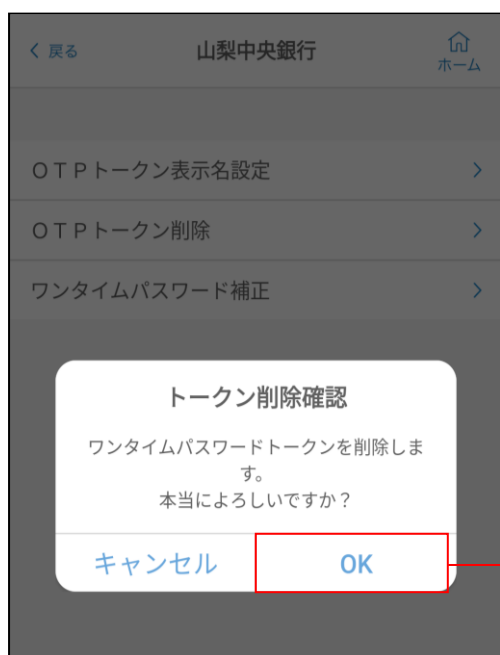 戻る
山梨中央銀行
ホーム
ＯＴＰトークン表示名設定
ＯＴＰトークン削除
ワンタイムパスワード補正
トークン削除確認
ワンタイムパスワードトークンを削除しま
す。
本当によろしいですか？
キャンセル
OK